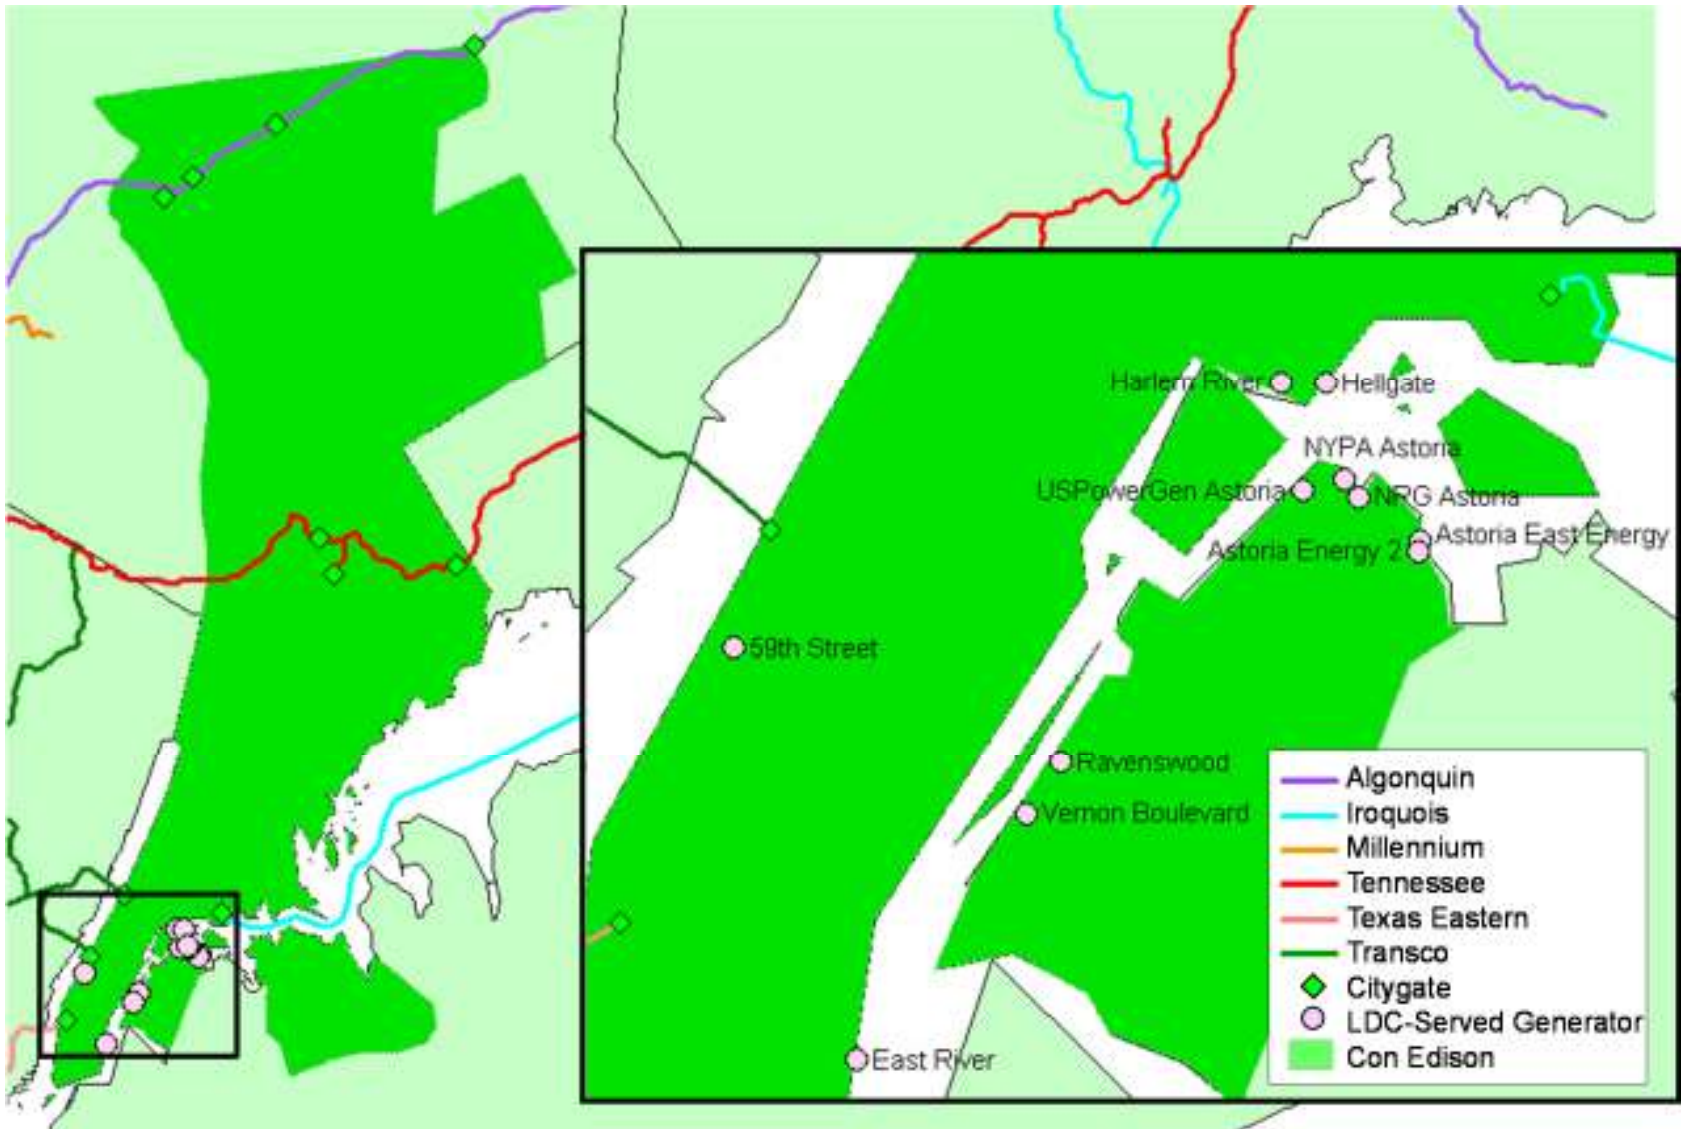 Harlem River
Hellgate
NYPA Astoria
USPowerGen Astoria
NRG Astoria
Astoria East Energy
Astoria Energy 2
59th Street
Ravenswood
Vernon Boulevard
East River
Algonquin
Iroquois
Millennium
Tennessee
Texas Eastern
Transco
Citygate
LDC-Served Generator
Con Edison